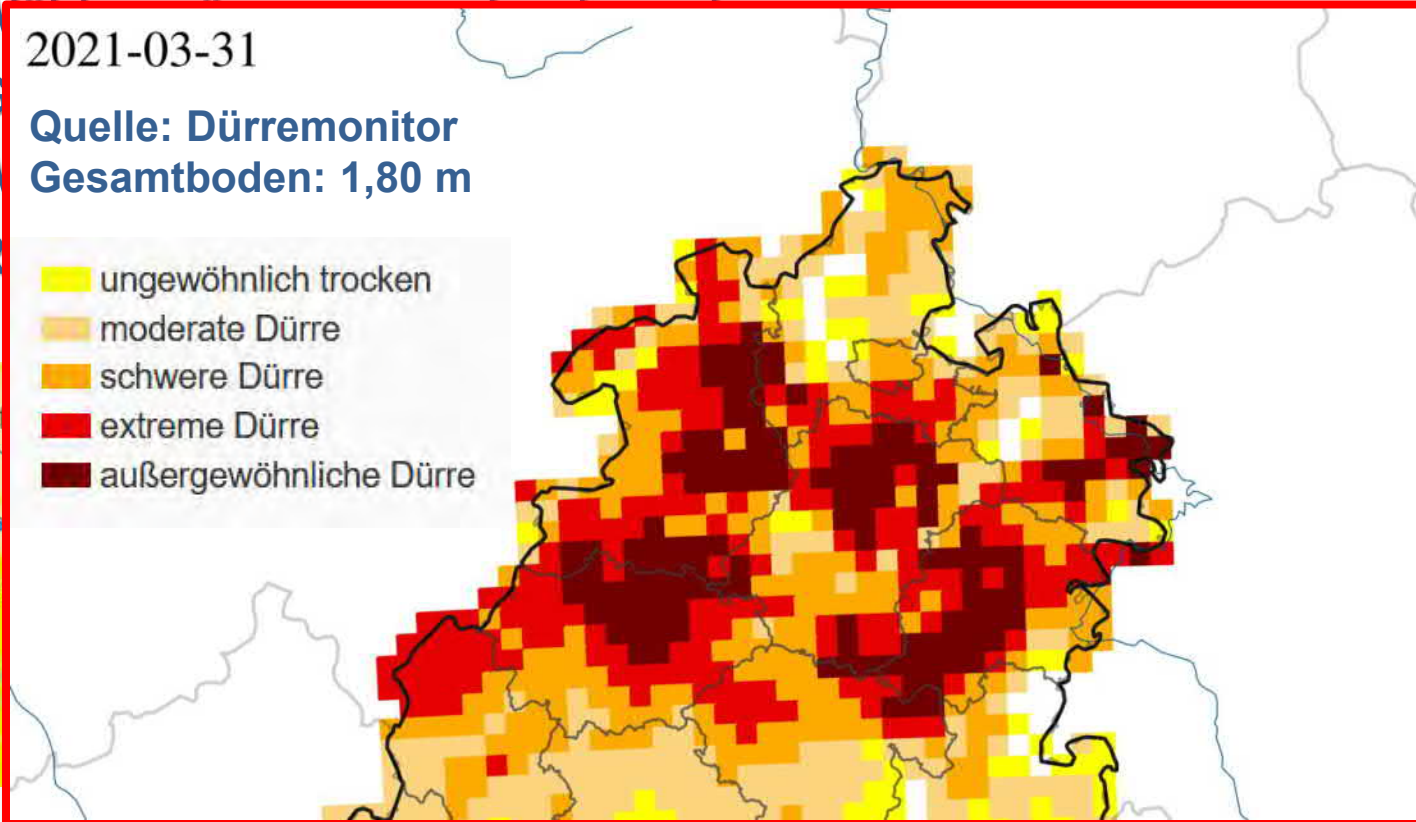 2021-03-31
Quelle: Dürremonitor
Gesamtboden: 1,80 m
ungewöhnlich trocken
moderate Dürre
schwere Dürre
extreme Dürre
außergewöhnliche Dürre